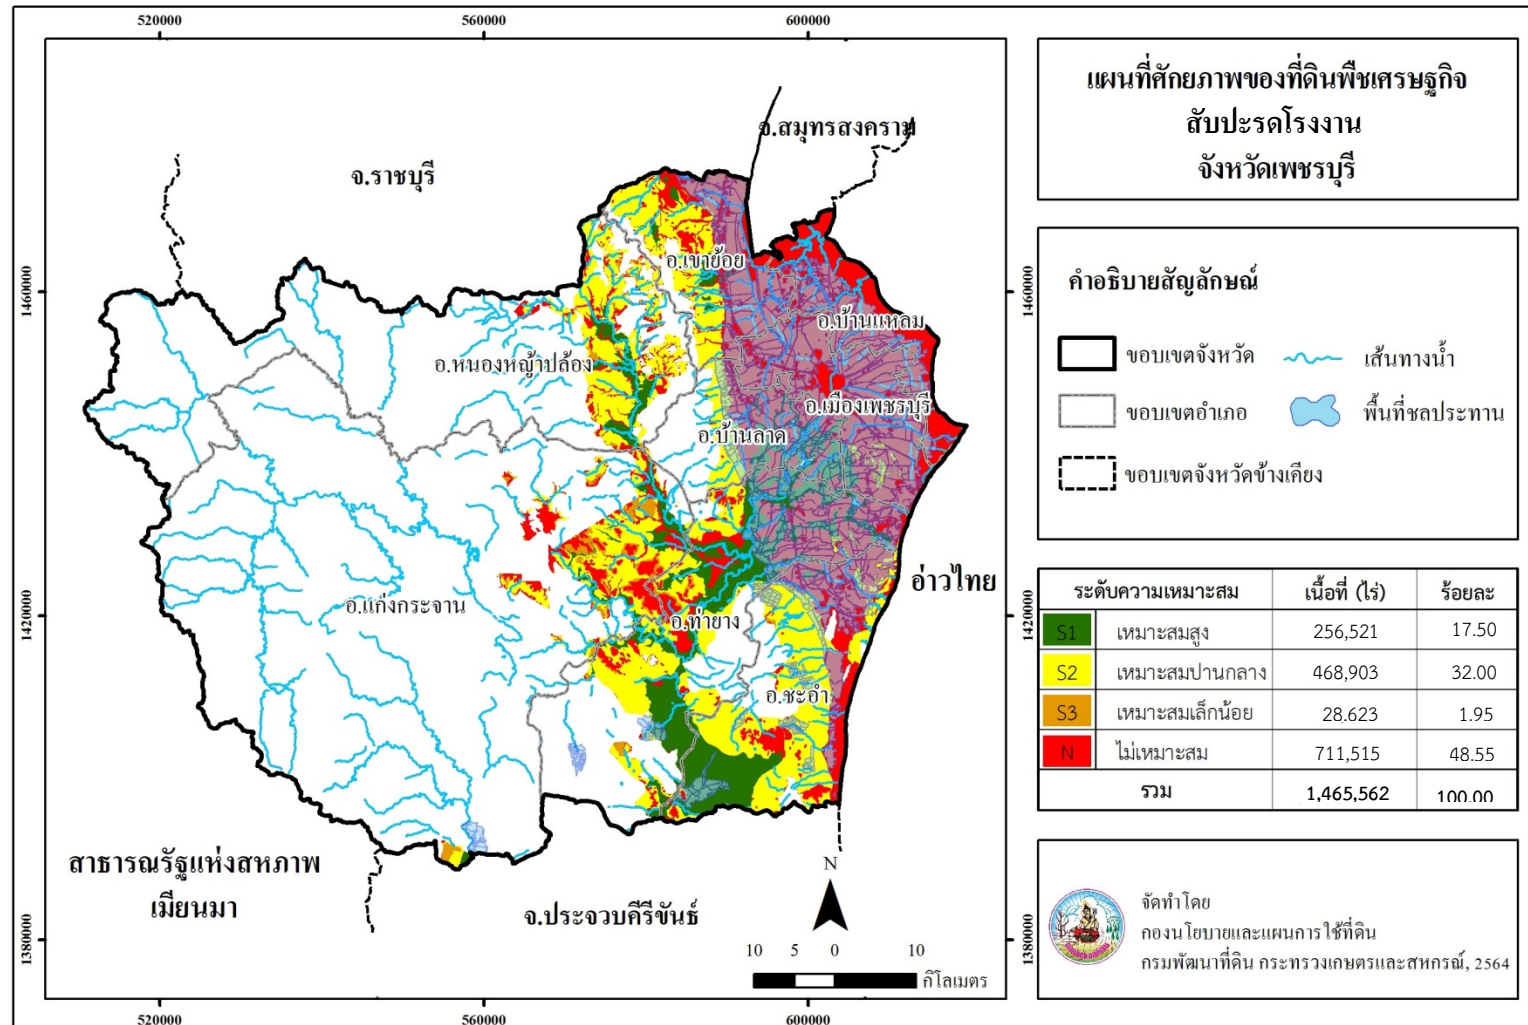 520000
560000
600000
แผนที่ศักยภาพของที่ดินพืชเศรษฐกิจ
สับปะรดโรงงาน
จังหวัดเพชรบุรี
จ.สมุทรสงคราม
จ.ราชบุรี
อ.เขาย้อย
1460000
1460000
อ.บ้านแหลม
อ.หนองหญ้าปล้อง
อ.เมืองเพชรบุรี
อ.บ้านลาด
อ่าวไทย
อ.แก่งกระจาน
1420000
1420000
อ.ท่ายาง
อ.ชะอำ
สาธารณรัฐแห่งสหภาพ
เมียนมา
จ.ประจวบคีรีขันธ์
N
10 5 0 10
กิโลเมตร
1380000
1380000
520000
560000
600000
คำอธิบายสัญลักษณ์
ขอบเขตจังหวัด เส้นทางน้ำ
ขอบเขตอำเภอ พื้นที่ชลประทาน
ขอบเขตจังหวัดข้างเคียง
ระดับความเหมาะสม เนื้อที่ (ไร่) ร้อยละ
S1 เหมาะสมสูง 256,521 17.50
S2 เหมาะสมปานกลาง 468,903 32.00
S3 เหมาะสมเล็กน้อย 28.623 1.95
N ไม่เหมาะสม 711,515 48.55
รวม 1,465,562 100.00
จัดทำโดย
กองนโยบายและแผนการใช้ที่ดิน
กรมพัฒนาที่ดิน กระทรวงเกษตรและสหกรณ์, 2564